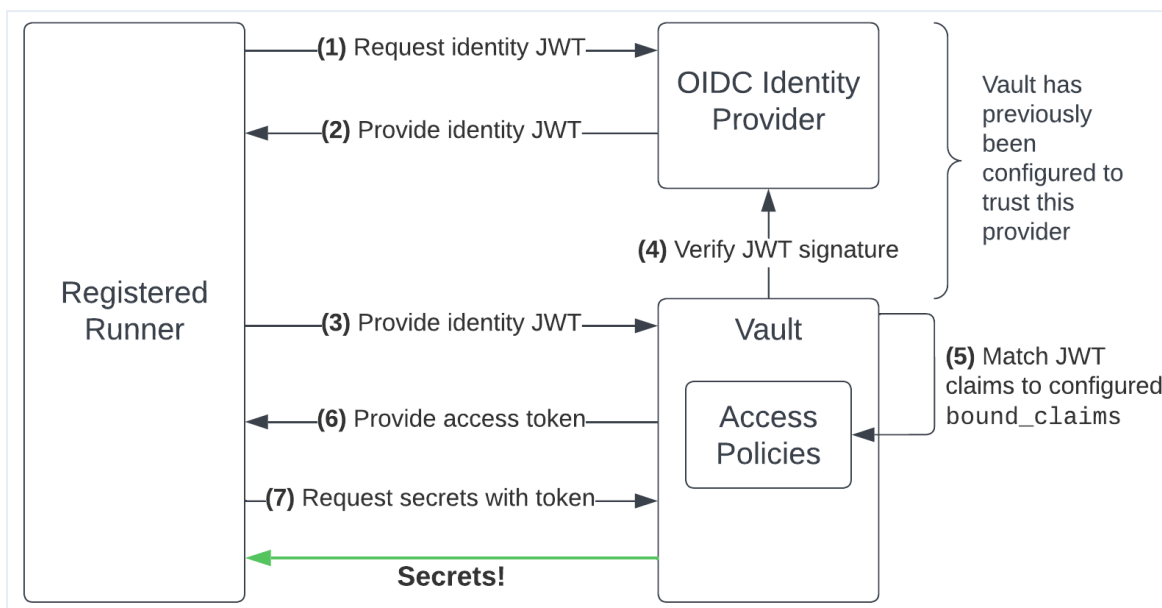 (1) Request identity JWT
OIDC Identity
Provider
(2) Provide identity JWT
Vault has
previously
been
configured to
trust this
provider
(4) Verify JWT signature
Registered
Runner
(3) Provide identity JWT
Vault
(5) Match JWT
claims to configured
bound_claims
Access
Policies
(6) Provide access token
(7) Request secrets with token
Secrets!